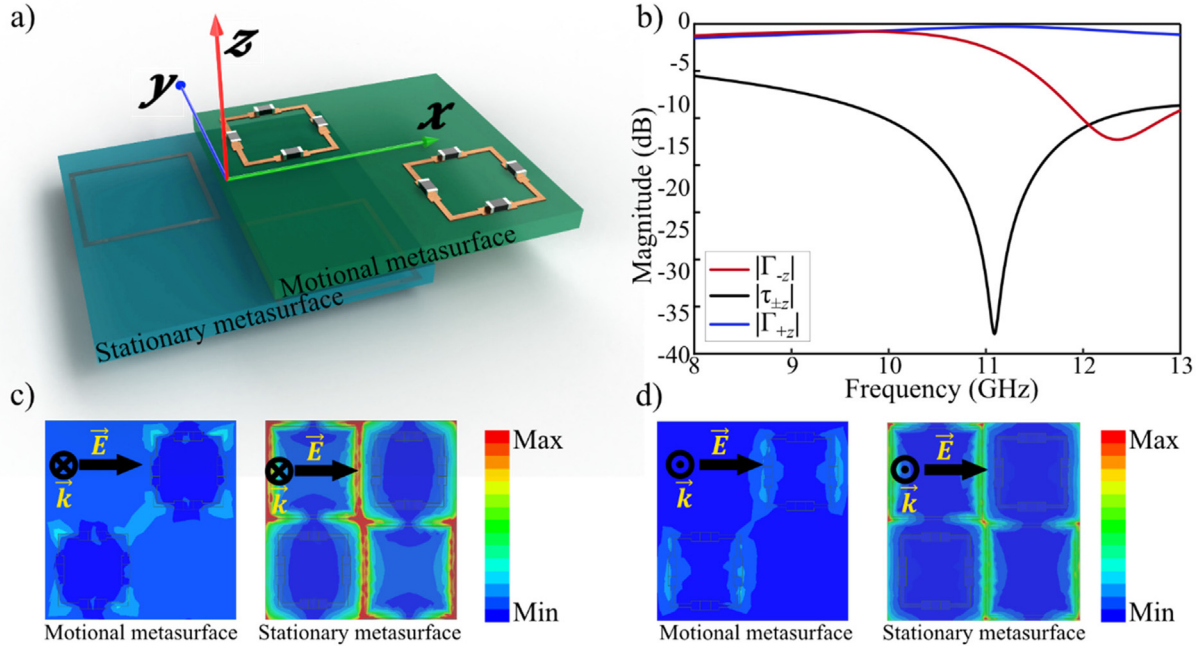 a)
z
y
x
Motional metasurface
Stationary metasurface
b)
0
-5
-10
-15
-20
-25
-30
-35
-40
Magnitude (dB)
|Γ-z|
|τ±z|
|Γ+z|
8 9 10 11 12 13
Frequency (GHz)
c)
E
k
Motional metasurface
E
k
Stationary metasurface
Max
Min
d)
E
k
Motional metasurface
E
k
Stationary metasurface
Max
Min